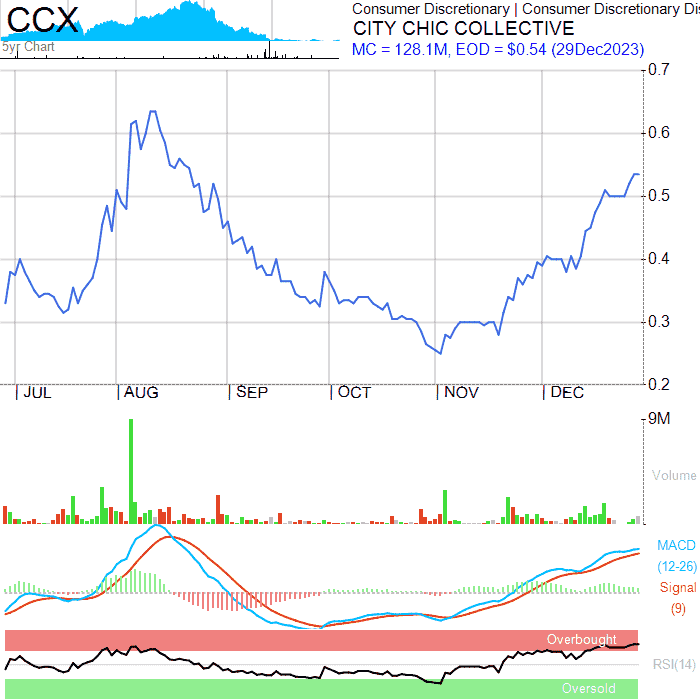 CCX
5yr Chart
Consumer Discretionary | Consumer Discretionary Dis
CITY CHIC COLLECTIVE
MC = 128.1M, EOD = $0.54 (29Dec2023)
0.7
0.6
0.5
0.4
0.3
0.2
| JUL | AUG | SEP | OCT | NOV | DEC
9M
Volume
MACD
(12-26)
Signal
(9)
Overbought
RSI(14)
Oversold